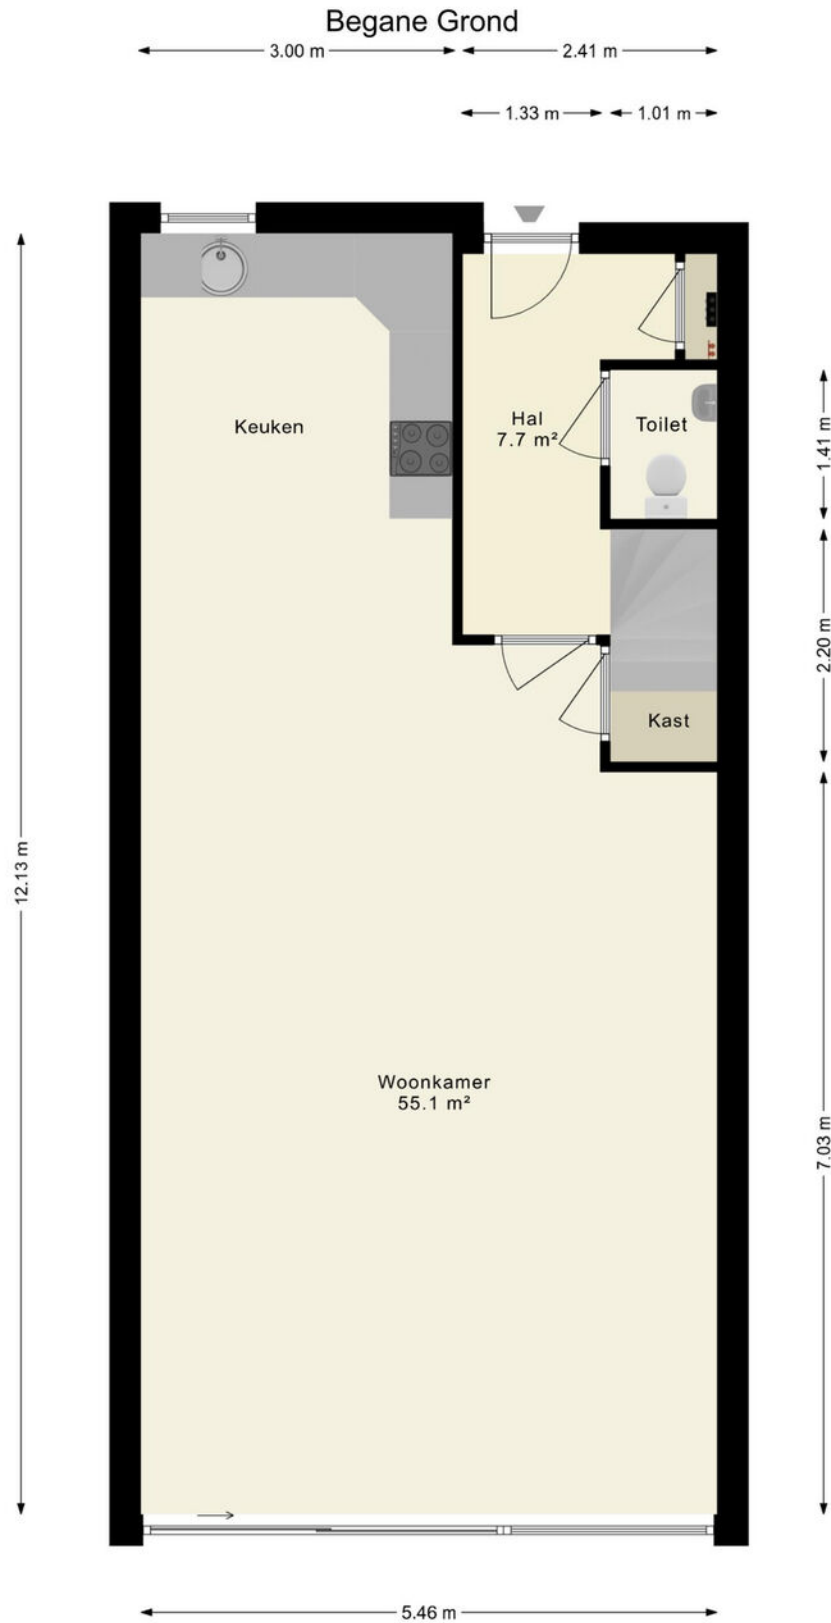 Begane Grond
3.00 m
2.41 m
1.33 m
1.01 m
Keuken
Hal
7.7 m²
Toilet
1.41 m
2.20 m
Kast
12.13 m
Woonkamer
55.1 m²
7.03 m
5.46 m